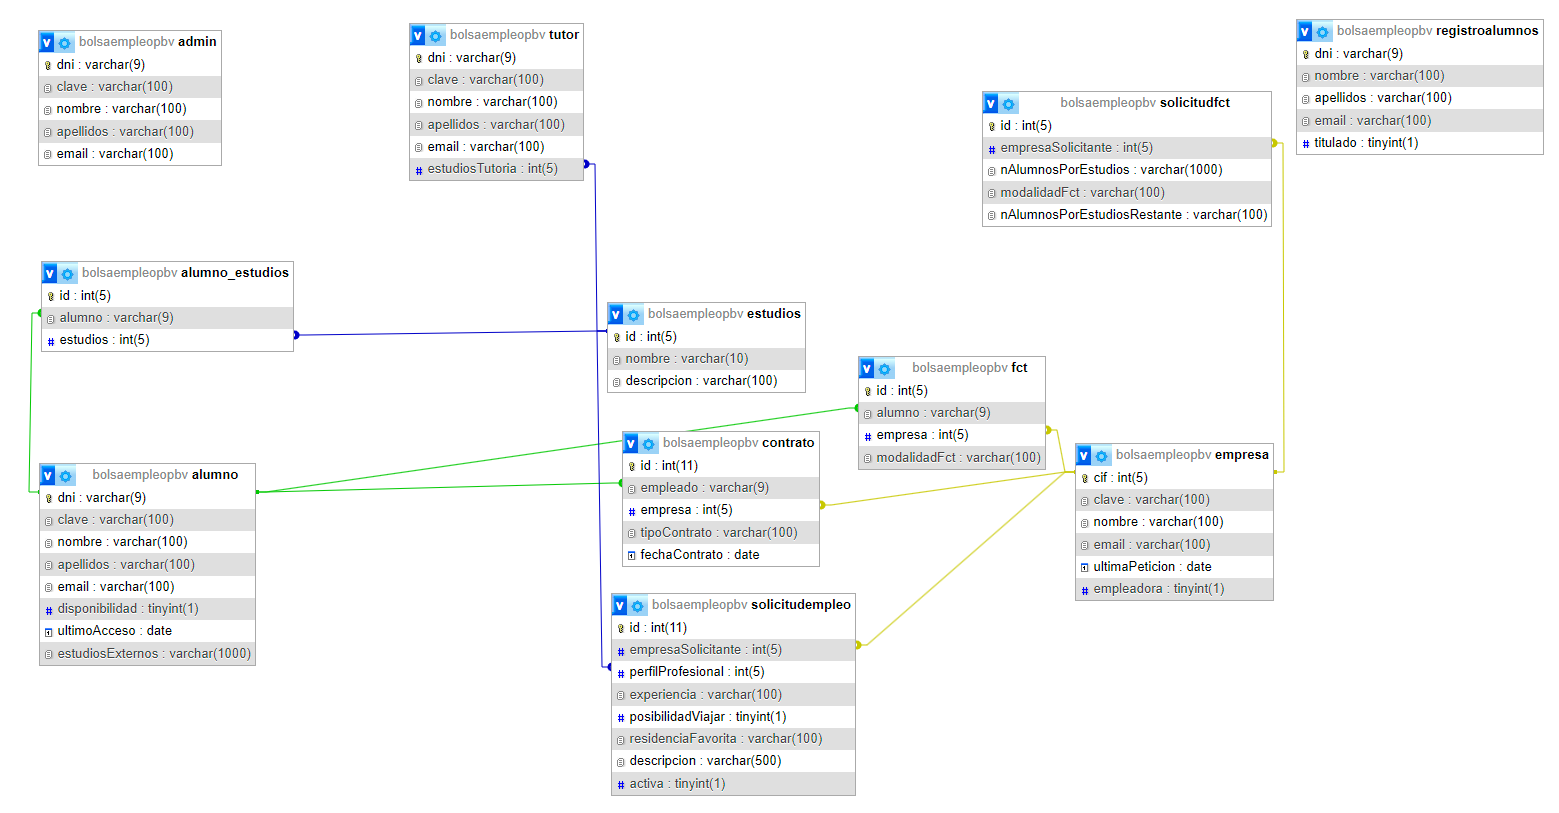 bolsaempleopbv admin
dni : varchar(9)
clave : varchar(100)
nombre : varchar(100)
apellidos : varchar(100)
email : varchar(100)
bolsaempleopbv tutor
dni : varchar(9)
clave : varchar(100)
nombre : varchar(100)
apellidos : varchar(100)
email : varchar(100)
# estudiosTutoria : int(5)
bolsaempleopbv registroalumnos
dni : varchar(9)
nombre : varchar(100)
apellidos : varchar(100)
email : varchar(100)
# titulado : tinyint(1)
bolsaempleopbv solicitudfct
id : int(5)
# empresaSolicitante : int(5)
nAlumnosPorEstudios : varchar(1000)
modalidadFct : varchar(100)
nAlumnosPorEstudiosRestante : varchar(100)
bolsaempleopbv alumno_estudios
id : int(5)
alumno : varchar(9)
# estudios : int(5)
bolsaempleopbv estudios
id : int(5)
nombre : varchar(10)
descripcion : varchar(100)
bolsaempleopbv fct
id : int(5)
alumno : varchar(9)
# empresa : int(5)
modalidadFct : varchar(100)
bolsaempleopbv contrato
id : int(11)
empleado : varchar(9)
# empresa : int(5)
tipoContrato : varchar(100)
fechaContrato : date
bolsaempleopbv empresa
cif : int(5)
clave : varchar(100)
nombre : varchar(100)
email : varchar(100)
ultimaPeticion : date
# empleadora : tinyint(1)
bolsaempleopbv alumno
dni : varchar(9)
clave : varchar(100)
nombre : varchar(100)
apellidos : varchar(100)
email : varchar(100)
# disponibilidad : tinyint(1)
ultimoAcceso : date
estudiosExternos : varchar(1000)
bolsaempleopbv solicitudempleo
id : int(11)
# empresaSolicitante : int(5)
# perfilProfesional : int(5)
experiencia : varchar(100)
# posibilidadViajar : tinyint(1)
residenciaFavorita : varchar(100)
descripcion : varchar(500)
# activa : tinyint(1)